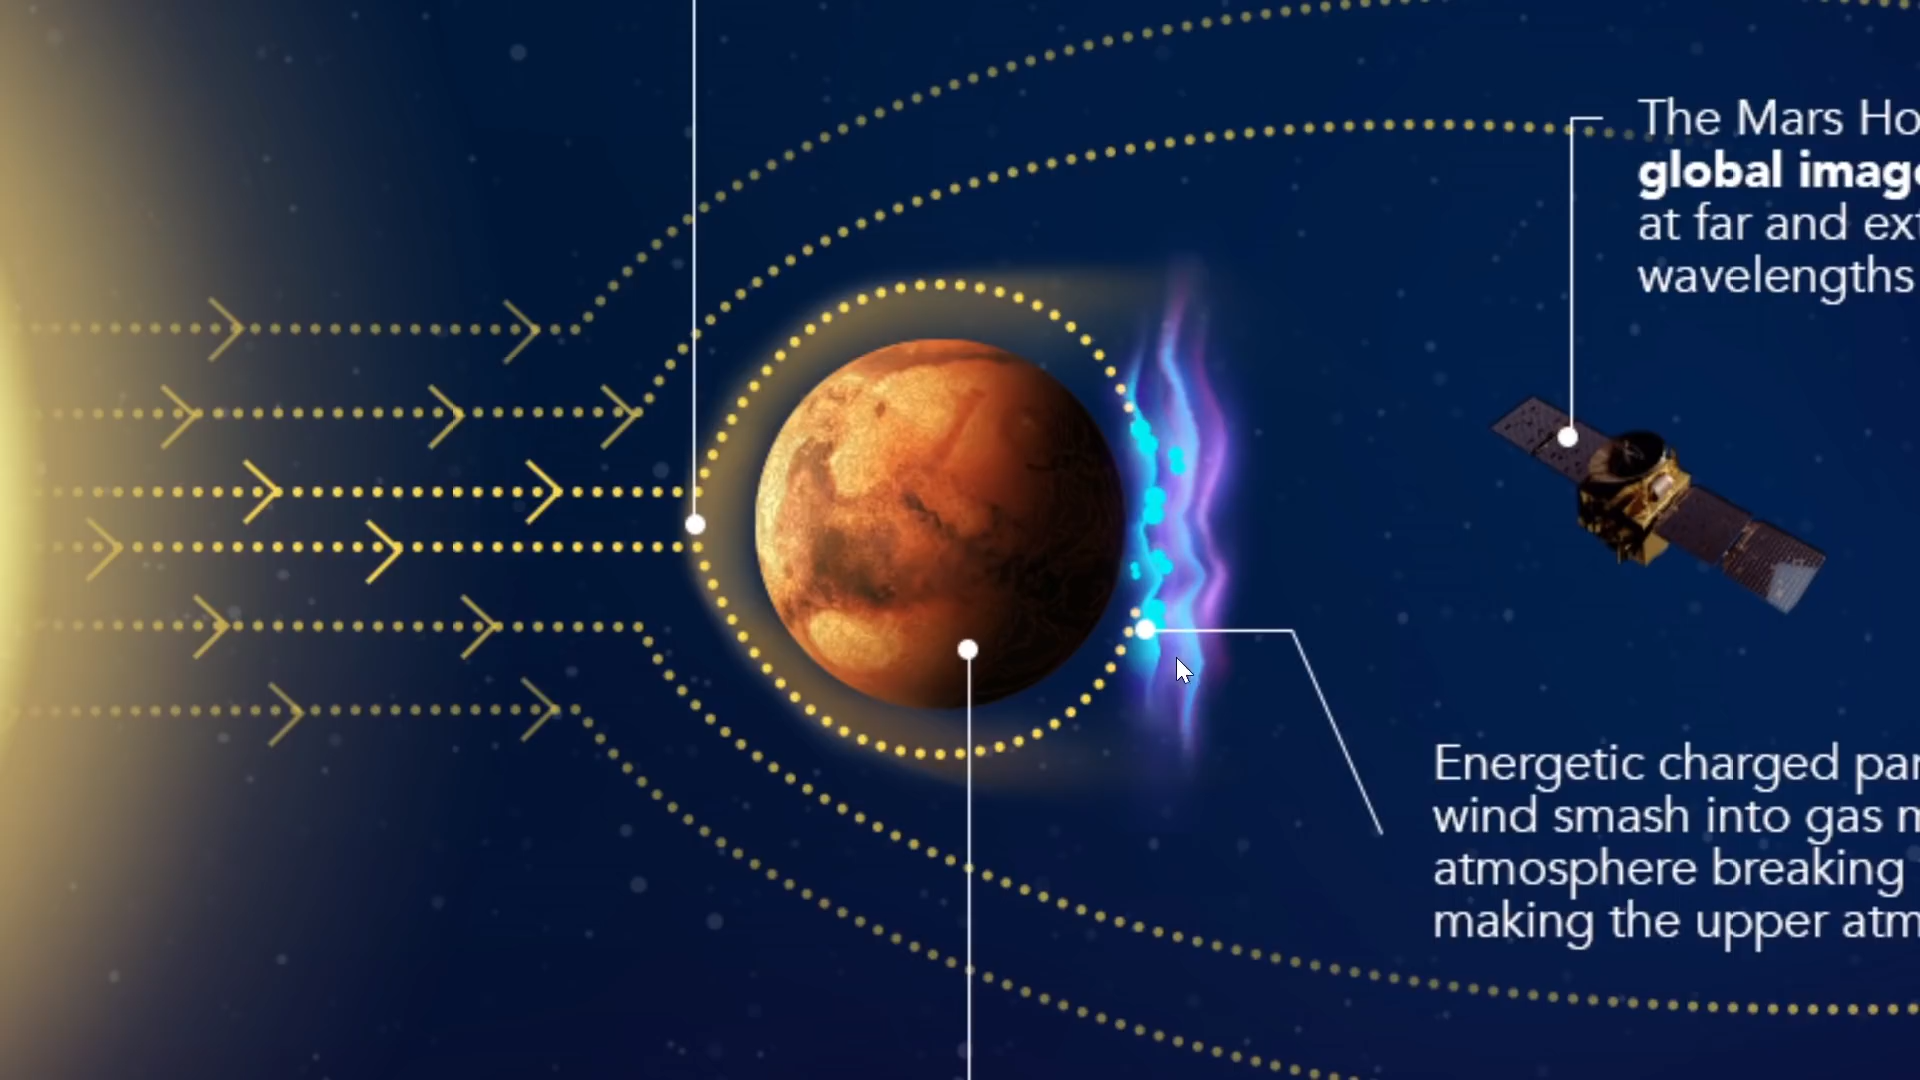 The Mars Ho
global image
at far and ext
wavelengths
Energetic charged par
wind smash into gas m
atmosphere breaking
making the upper atm